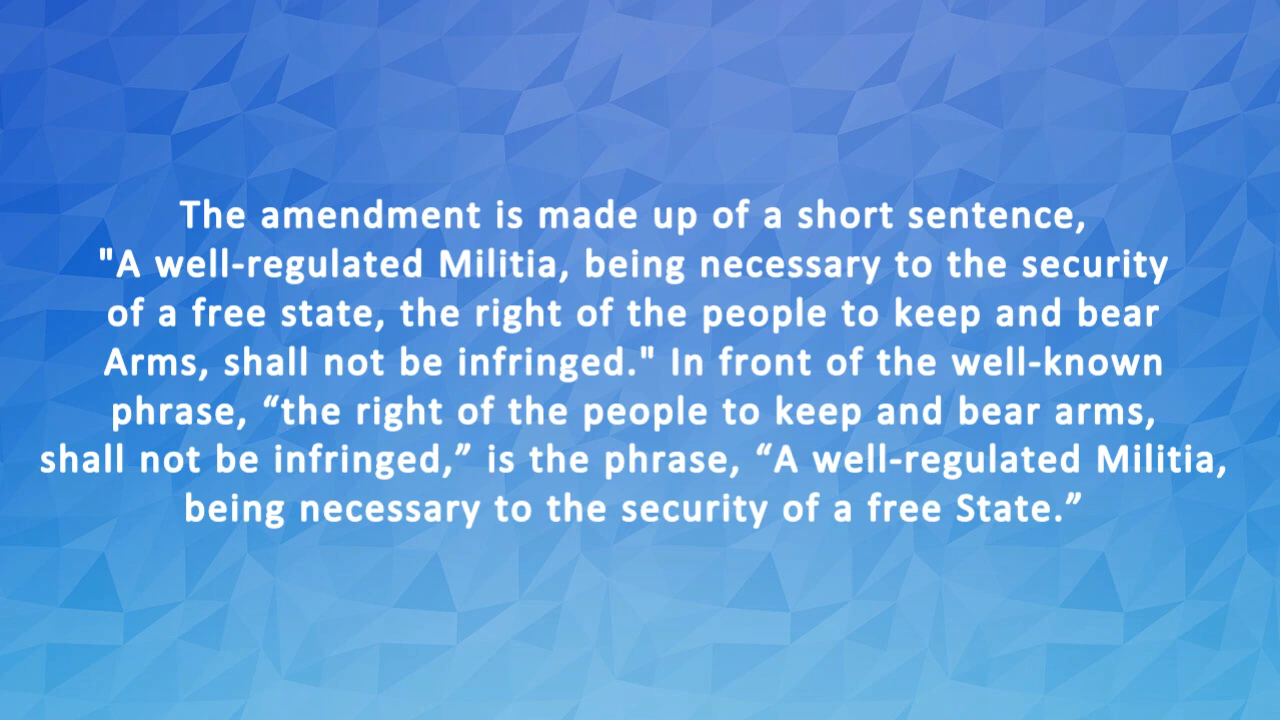 The amendment is made up of a short sentence,
"A well-regulated Militia, being necessary to the security
of a free state, the right of the people to keep and bear
Arms, shall not be infringed." In front of the well-known
phrase, “the right of the people to keep and bear arms,
shall not be infringed,” is the phrase, “A well-regulated Militia,
being necessary to the security of a free State.”